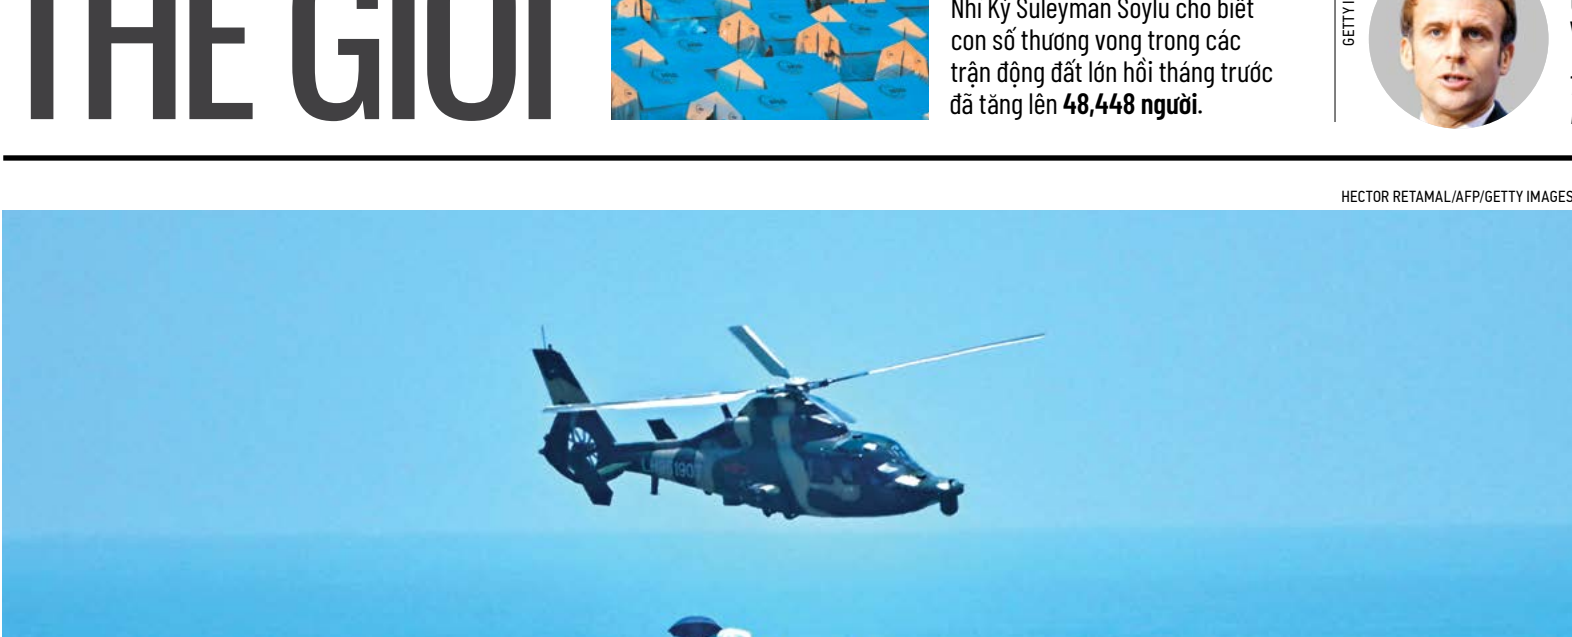 THẾ GIỚI
Nhĩ Kỳ Suleyman Soylu cho biết
con số thương vong trong các
trận động đất lớn hồi tháng trước
đã tăng lên 48,448 người.
GETTY
HECTOR RETAMAL/AFP/GETTY IMAGES